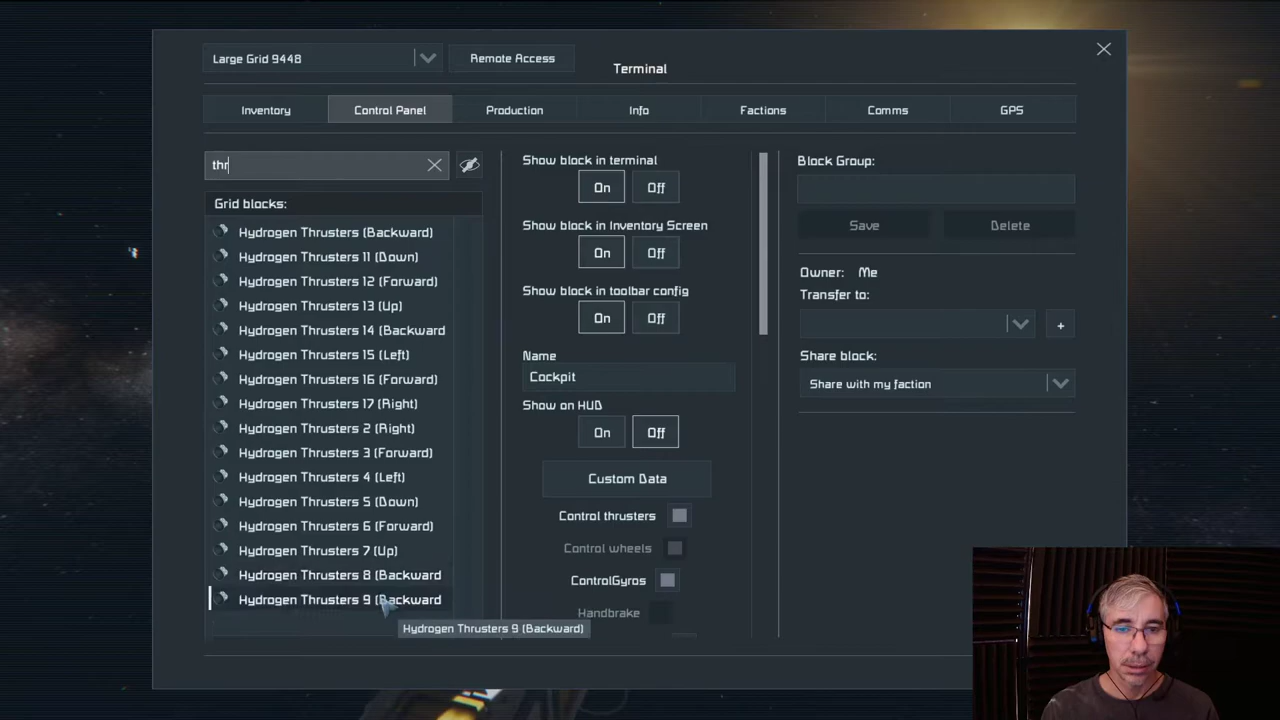 Large Grid 9448
Remote Access
Terminal
Inventory
Control Panel
Production
Info
Factions
Comms
GPS
thr
Grid blocks:
Hydrogen Thrusters (Backward)
Hydrogen Thrusters 11 (Down)
Hydrogen Thrusters 12 (Forward)
Hydrogen Thrusters 13 (Up)
Hydrogen Thrusters 14 (Backward
Hydrogen Thrusters 15 (Left)
Hydrogen Thrusters 16 (Forward)
Hydrogen Thrusters 17 (Right)
Hydrogen Thrusters 2 (Right)
Hydrogen Thrusters 3 (Forward)
Hydrogen Thrusters 4 (Left)
Hydrogen Thrusters 5 (Down)
Hydrogen Thrusters 6 (Forward)
Hydrogen Thrusters 7 (Up)
Hydrogen Thrusters 8 (Backward
Hydrogen Thrusters 9 (Backward
Hydrogen Thrusters 9 (Backward)
Show block in terminal
On Off
Show block in Inventory Screen
On Off
Show block in toolbar config
On Off
Name
Cockpit
Show on HUD
On Off
Custom Data
Control thrusters
Control wheels
ControlGyros
Handbrake
Block Group:
Save
Delete
Owner: Me
Transfer to:
+
Share block:
Share with my faction